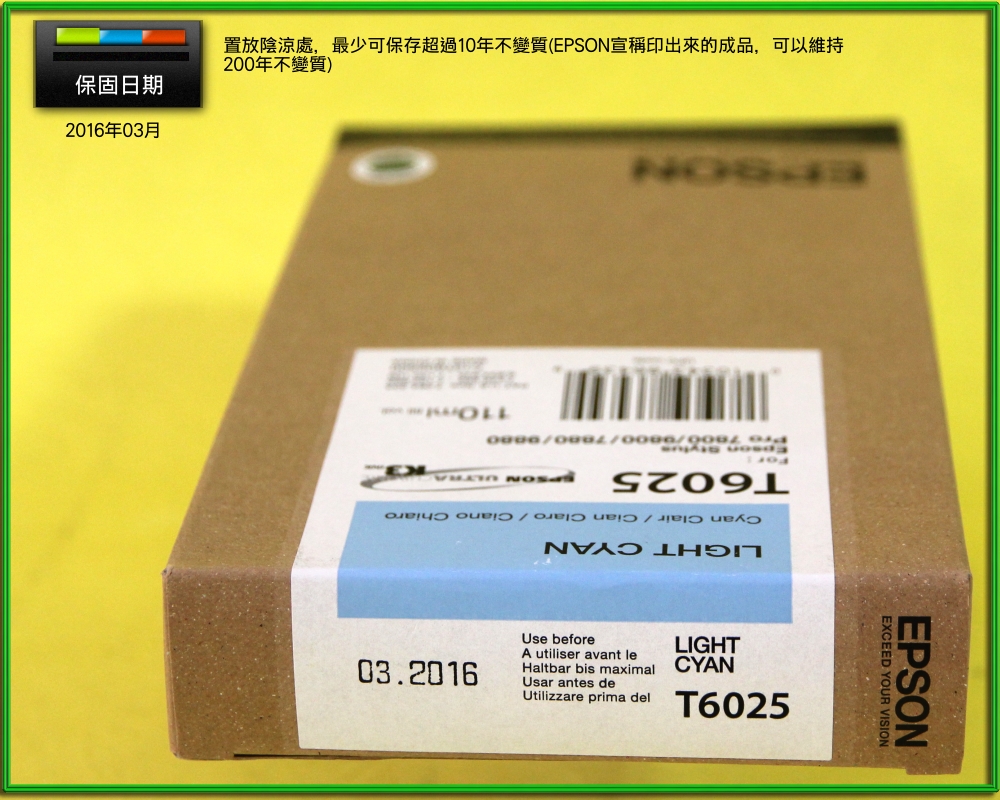 保固日期
置放陰涼處，最少可保存超過10年不變質(EPSON宣稱印出來的成品，可以維持
200年不變質)
2016年03月
EPSON
110ml
Pro 7800/9800/7880/9880
Epson Stylus
For:
EPSON ULTRACHROME K3 INK
T6025
Cyan Clair / Cian Claro / Ciano Chiaro
LIGHT CYAN
03.2016
Use before
A utiliser avant le
Haltbar bis maximal
Usar antes de
Utilizzare prima del
LIGHT
CYAN
T6025
EPSON
EXCEED YOUR VISION